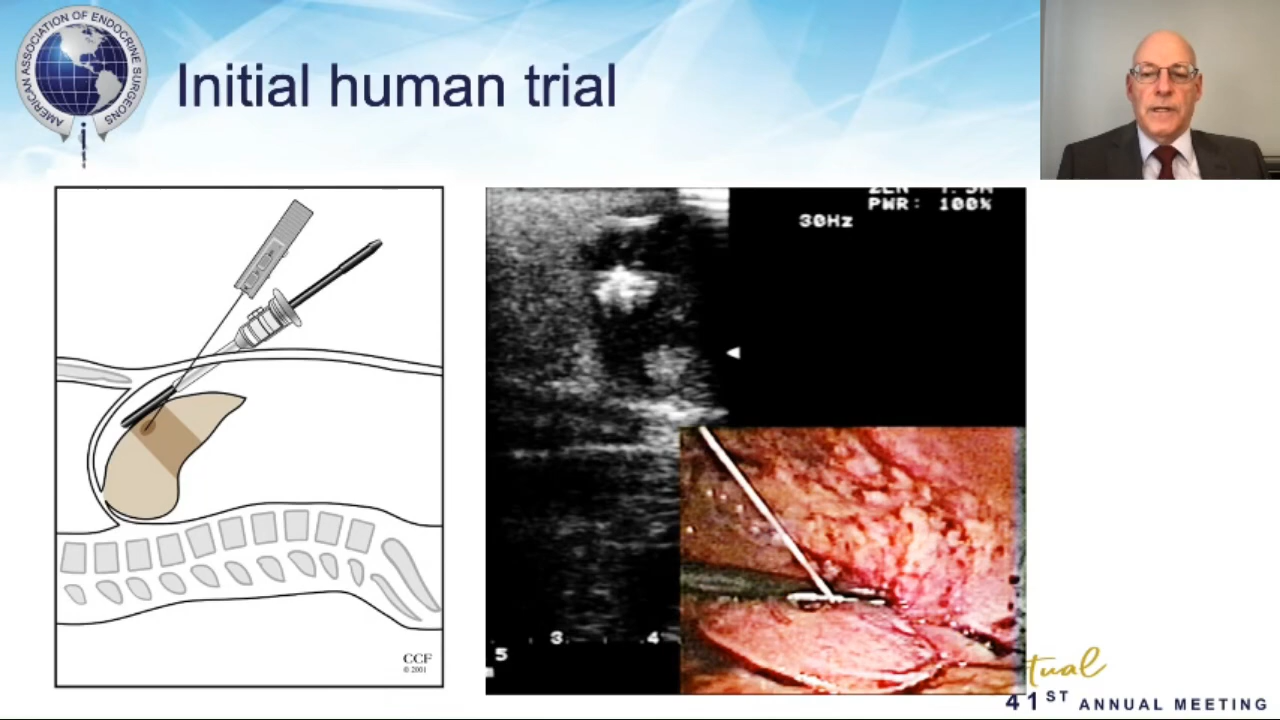 AMERICAN ASSOCIATION OF ENDOCRINE SURGEONS
Initial human trial
PWR: 100%
30Hz
3
4
5
CCF
© 2001
tual
41ST ANNUAL MEETING